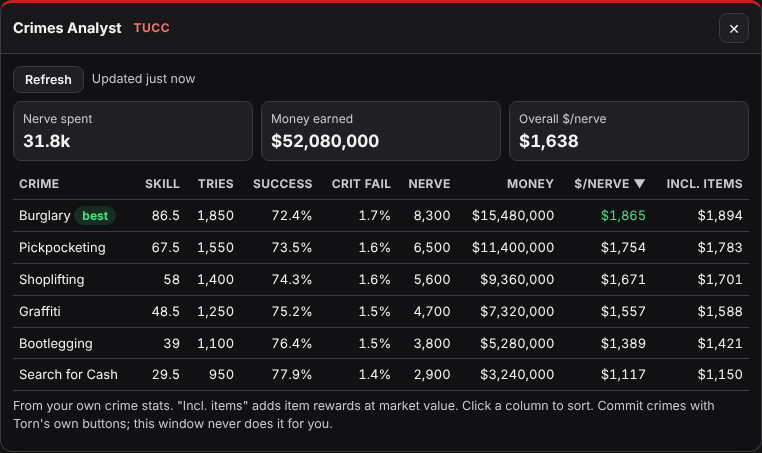 Crimes Analyst TUCC ×
Refresh Updated just now
Nerve spent Money earned Overall $/nerve
31.8k $52,080,000 $1,638
CRIME SKILL TRIES SUCCESS CRIT FAIL NERVE MONEY $/NERVE ▼ INCL. ITEMS
Burglary best 86.5 1,850 72.4% 1.7% 8,300 $15,480,000 $1,865 $1,894
Pickpocketing 67.5 1,550 73.5% 1.6% 6,500 $11,400,000 $1,754 $1,783
Shoplifting 58 1,400 74.3% 1.6% 5,600 $9,360,000 $1,671 $1,701
Graffiti 48.5 1,250 75.2% 1.5% 4,700 $7,320,000 $1,557 $1,588
Bootlegging 39 1,100 76.4% 1.5% 3,800 $5,280,000 $1,389 $1,421
Search for Cash 29.5 950 77.9% 1.4% 2,900 $3,240,000 $1,117 $1,150
From your own crime stats. "Incl. items" adds item rewards at market value. Click a column to sort. Commit crimes with
Torn's own buttons; this window never does it for you.